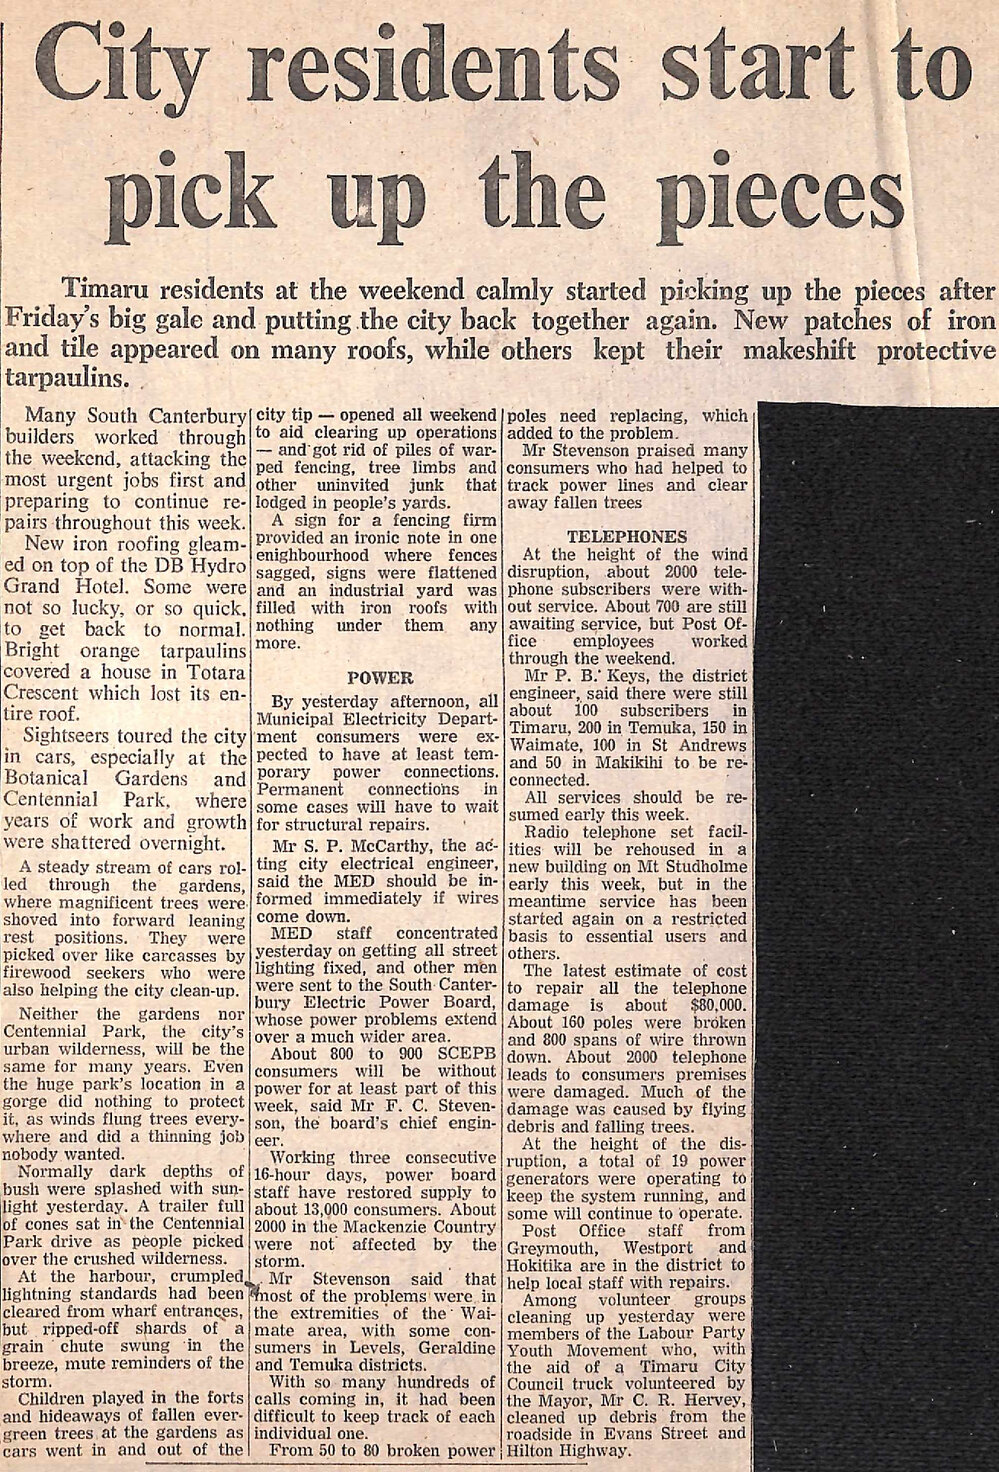 City residents start to
pick up the pieces
Timaru residents at the weekend calmly started picking up the pieces after
Friday's big gale and putting the city back together again. New patches of iron
and tile appeared on many roofs, while others kept their makeshift protective
tarpaulins.
Many South Canterbury
builders worked through
the weekend, attacking the
most urgent jobs first and
preparing to continue re-
pairs throughout this week.
New iron roofing gleam-
ed on top of the DB Hydro
Grand Hotel. Some were
not so lucky, or so quick,
to get back to normal.
Bright orange tarpaulins
covered a house in Totara
Crescent which lost its en-
tire roof.
Sightseers toured the city
in cars, especially at the
Botanical Gardens and
Centennial Park, where
years of work and growth
were shattered overnight.
A steady stream of cars rol-
led through the gardens,
where magnificent trees were
shoved into forward leaning
rest positions. They were
picked over like carcasses by
firewood seekers who were
also helping the city clean-up.
Neither the gardens nor
Centennial Park, the city's
urban wilderness, will be the
same for many years. Even
the huge park's location in a
gorge did nothing to protect
it, as winds flung trees every-
where and did a thinning job
nobody wanted.
Normally dark depths of
bush were splashed with sun-
light yesterday. A trailer full
of cones sat in the Centennial
Park drive as people picked
over the crushed wilderness.
At the harbour, crumpled
lightning standards had been
cleared from wharf entrances,
but ripped-off shards of a
grain chute swung in the
breeze, mute reminders of the
storm.
Children played in the forts
and hideaways of fallen ever-
green trees at the gardens as
cars went in and out of the
city tip — opened all weekend
to aid clearing up operations
— and got rid of piles of war-
ped fencing, tree limbs and
other uninvited junk that
lodged in people's yards.
A sign for a fencing firm
provided an ironic note in one
enighbourhood where fences
sagged, signs were flattened
and an industrial yard was
filled with iron roofs with
nothing under them any
more.
POWER
By yesterday afternoon, all
Municipal Electricity Depart-
ment consumers were ex-
pected to have at least tem-
porary power connections.
Permanent connections in
some cases will have to wait
for structural repairs.
Mr S. P. McCarthy, the ac-
ting city electrical engineer,
said the MED should be in-
formed immediately if wires
come down.
MED staff concentrated
yesterday on getting all street
lighting fixed, and other men
were sent to the South Canter-
bury Electric Power Board,
whose power problems extend
over a much wider area.
About 800 to 900 SCEPB
consumers will be without
power for at least part of this
week, said Mr F. C. Steven-
son, the board's chief engin-
eer.
Working three consecutive
16-hour days, power board
staff have restored supply to
about 13,000 consumers. About
2000 in the Mackenzie Country
were not affected by the
storm.
Mr Stevenson said that
most of the problems were in
the extremities of the Wai-
mate area, with some con-
sumers in Levels, Geraldine
and Temuka districts.
With so many hundreds of
calls coming in, it had been
difficult to keep track of each
individual one.
From 50 to 80 broken power
poles need replacing, which
added to the problem.
Mr Stevenson praised many
consumers who had helped to
track power lines and clear
away fallen trees
TELEPHONES
At the height of the wind
disruption, about 2000 tele-
phone subscribers were with-
out service. About 700 are still
awaiting service, but Post Of-
fice employees worked
through the weekend.
Mr P. B. Keys, the district
engineer, said there were still
about 100 subscribers in
Timaru, 200 in Temuka, 150 in
Waimate, 100 in St Andrews
and 50 in Makikihi to be re-
connected.
All services should be re-
sumed early this week.
Radio telephone set facil-
ities will be rehoused in a
new building on Mt Studholme
early this week, but in the
meantime service has been
started again on a restricted
basis to essential users and
others.
The latest estimate of cost
to repair all the telephone
damage is about $80,000.
About 160 poles were broken
and 800 spans of wire thrown
down. About 2000 telephone
leads to consumers premises
were damaged. Much of the
damage was caused by flying
debris and falling trees.
At the height of the dis-
ruption, a total of 19 power
generators were operating to
keep the system running, and
some will continue to operate.
Post Office staff from
Greymouth, Westport and
Hokitika are in the district to
help local staff with repairs.
Among volunteer groups
cleaning up yesterday were
members of the Labour Party
Youth Movement who, with
the aid of a Timaru City
Council truck volunteered by
the Mayor, Mr C. R. Hervey,
cleaned up debris from the
roadside in Evans Street and
Hilton Highway.